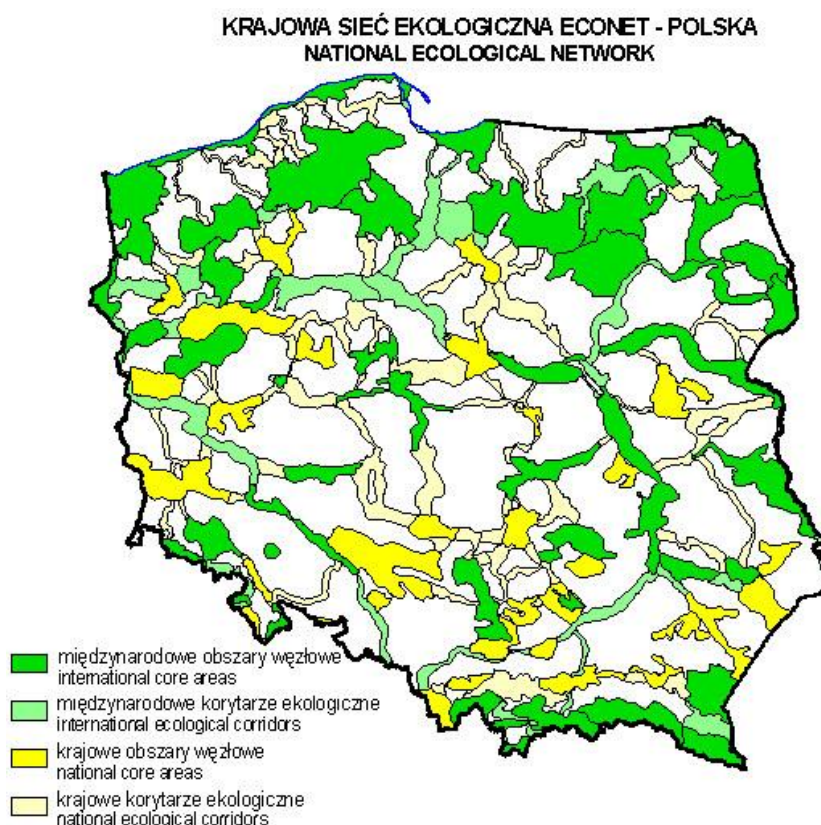 KRAJOWA SIEĆ EKOLOGICZNA ECONET - POLSKA
NATIONAL ECOLOGICAL NETWORK
międzynarodowe obszary węzłowe
international core areas
międzynarodowe korytarze ekologiczne
international ecological corridors
krajowe obszary węzłowe
national core areas
krajowe korytarze ekologiczne
national ecological corridors